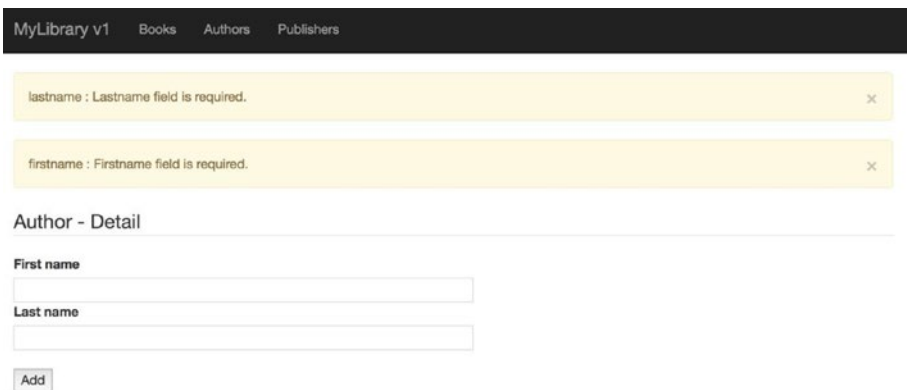 MyLibrary v1 Books Authors Publishers
lastname : Lastname field is required. ×
firstname : Firstname field is required. ×
Author - Detail
First name
Last name
Add